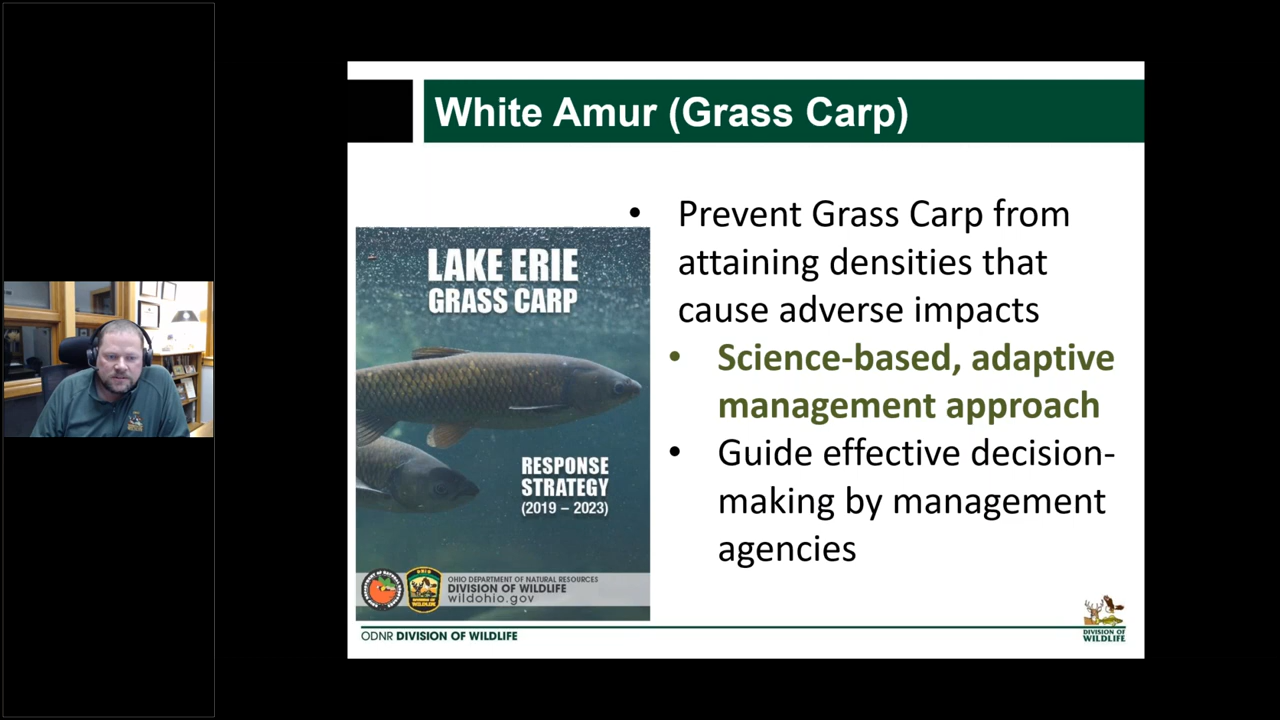 White Amur (Grass Carp)
LAKE ERIE
GRASS CARP
RESPONSE
STRATEGY
(2019 – 2023)
OHIO DEPARTMENT OF NATURAL RESOURCES
DIVISION OF WILDLIFE
wildohio.gov
• Prevent Grass Carp from
attaining densities that
cause adverse impacts
• Science-based, adaptive
management approach
• Guide effective decision-
making by management
agencies
ODNR DIVISION OF WILDLIFE
DIVISION OF
WILDLIFE